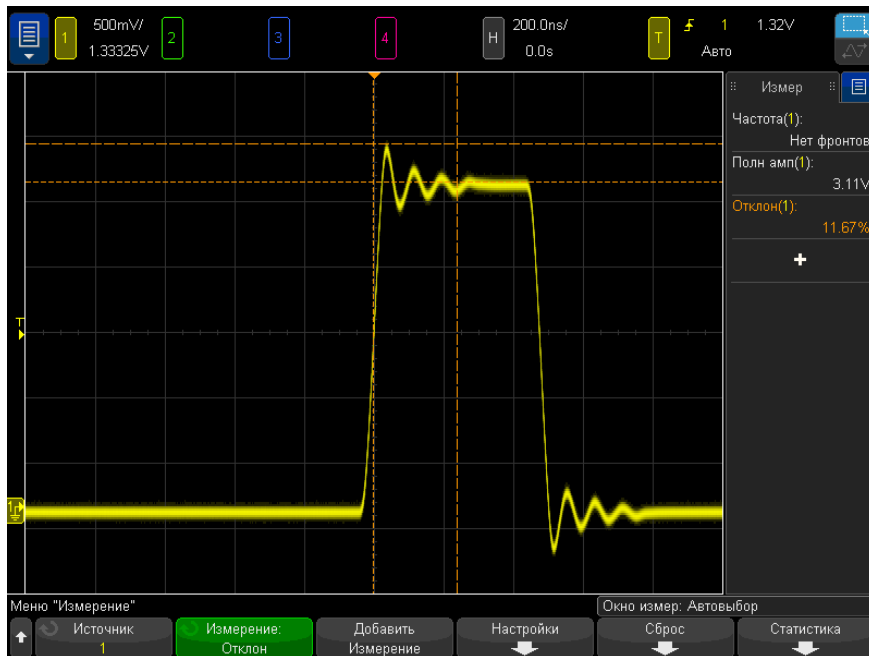 1 500mV/ 2 3 4 H 200.0ns/ T 1 1.32V
1.33325V 0.0s Авто
Измер
Частота(1):
Нет фронтов
Полн амп(1):
3.11V
Отклон(1):
11.67%
+
T
1
Меню "Измерение"
Окно измер: Автовыбор
Источник
1
Измерение:
Отклон
Добавить
Измерение
Настройки
Сброс
Статистика